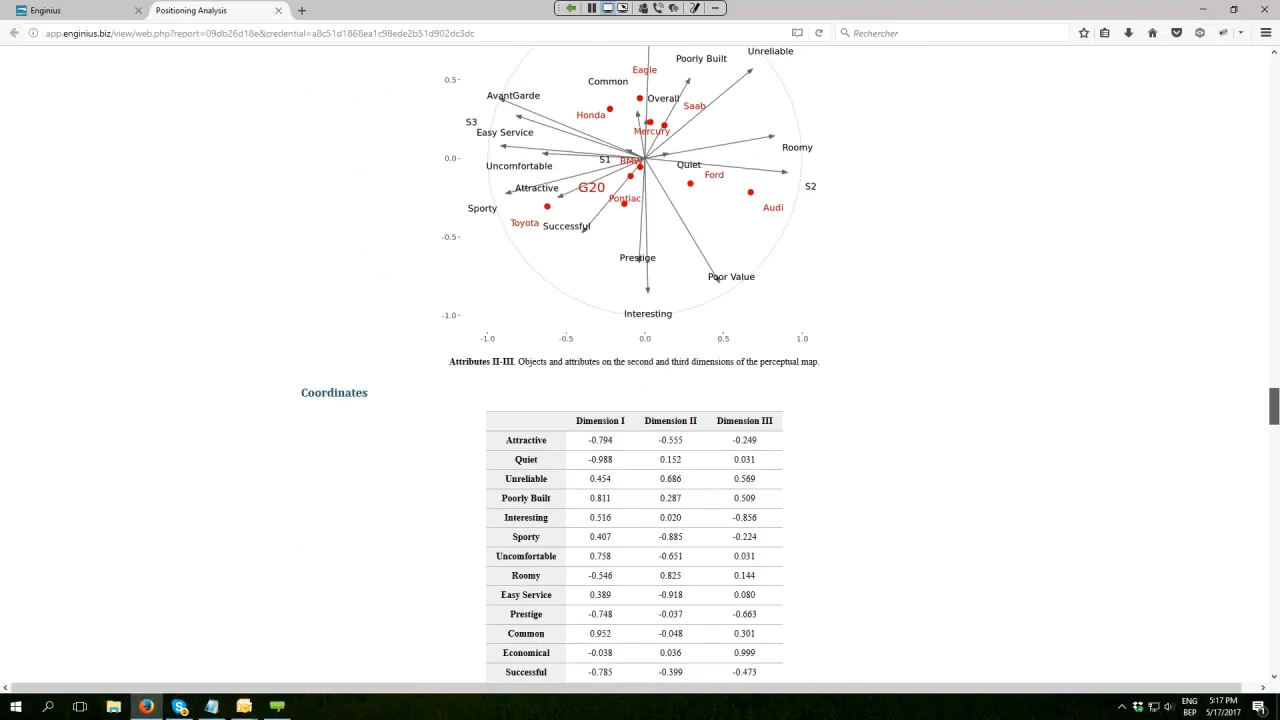 Enginius
Positioning Analysis
app.enginius.biz/view/web.php?report=09db26d18e&credential=a8c51d1868ea1c98ede2b51d902dc3dc
Rechercher
Unreliable
Poorly Built
Eagle
0.5
Common
AvantGarde
Overall
Saab
Honda
S3
Mercury
Easy Service
Roomy
0.0
S1
BMW
Uncomfortable
Quiet
Ford
Attractive
G20
S2
Pontiac
Sporty
Audi
Toyota
Successful
-0.5
Prestige
Poor Value
Interesting
-1.0
-1.0 -0.5 0.0 0.5 1.0
Attributes II-III. Objects and attributes on the second and third dimensions of the perceptual map.
Coordinates
Dimension I Dimension II Dimension III
Attractive -0.794 -0.555 -0.249
Quiet -0.988 0.152 0.031
Unreliable 0.454 0.686 0.569
Poorly Built 0.811 0.287 0.509
Interesting 0.516 0.020 -0.856
Sporty 0.407 -0.885 -0.224
Uncomfortable 0.758 -0.651 0.031
Roomy -0.546 0.825 0.144
Easy Service 0.389 -0.918 0.080
Prestige -0.748 -0.037 -0.663
Common 0.952 -0.048 0.301
Economical -0.038 0.036 0.999
Successful -0.785 -0.399 -0.473
ENG 5:17 PM
BEP 5/17/2017